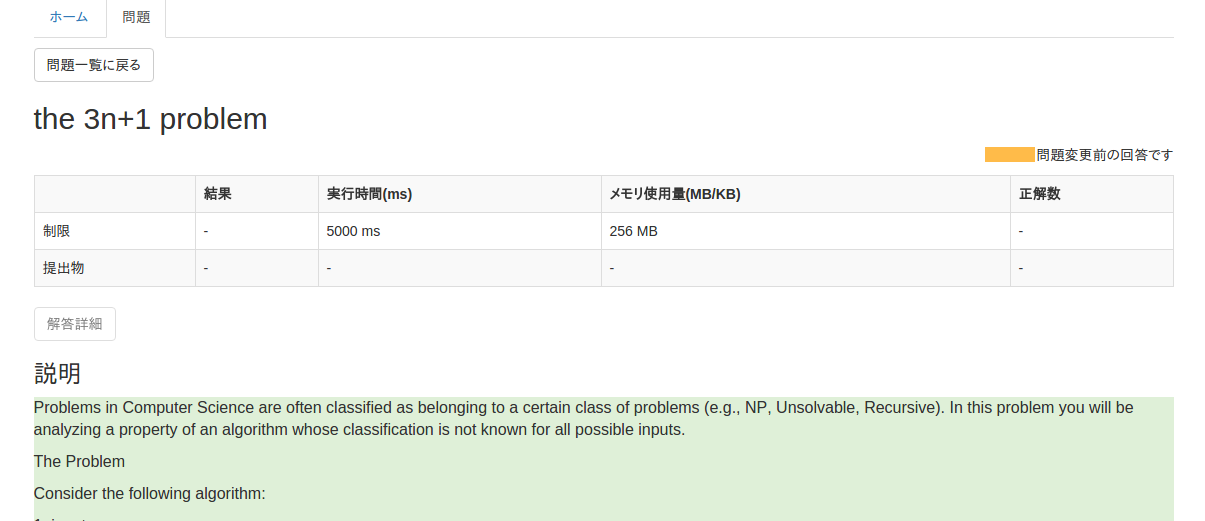 ホーム 問題
問題一覧に戻る
the 3n+1 problem
問題変更前の回答です
結果 実行時間(ms) メモリ使用量(MB/KB) 正解数
制限 - 5000 ms 256 MB -
提出物 - - - -
解答詳細
説明
Problems in Computer Science are often classified as belonging to a certain class of problems (e.g., NP, Unsolvable, Recursive). In this problem you will be
analyzing a property of an algorithm whose classification is not known for all possible inputs.
The Problem
Consider the following algorithm: